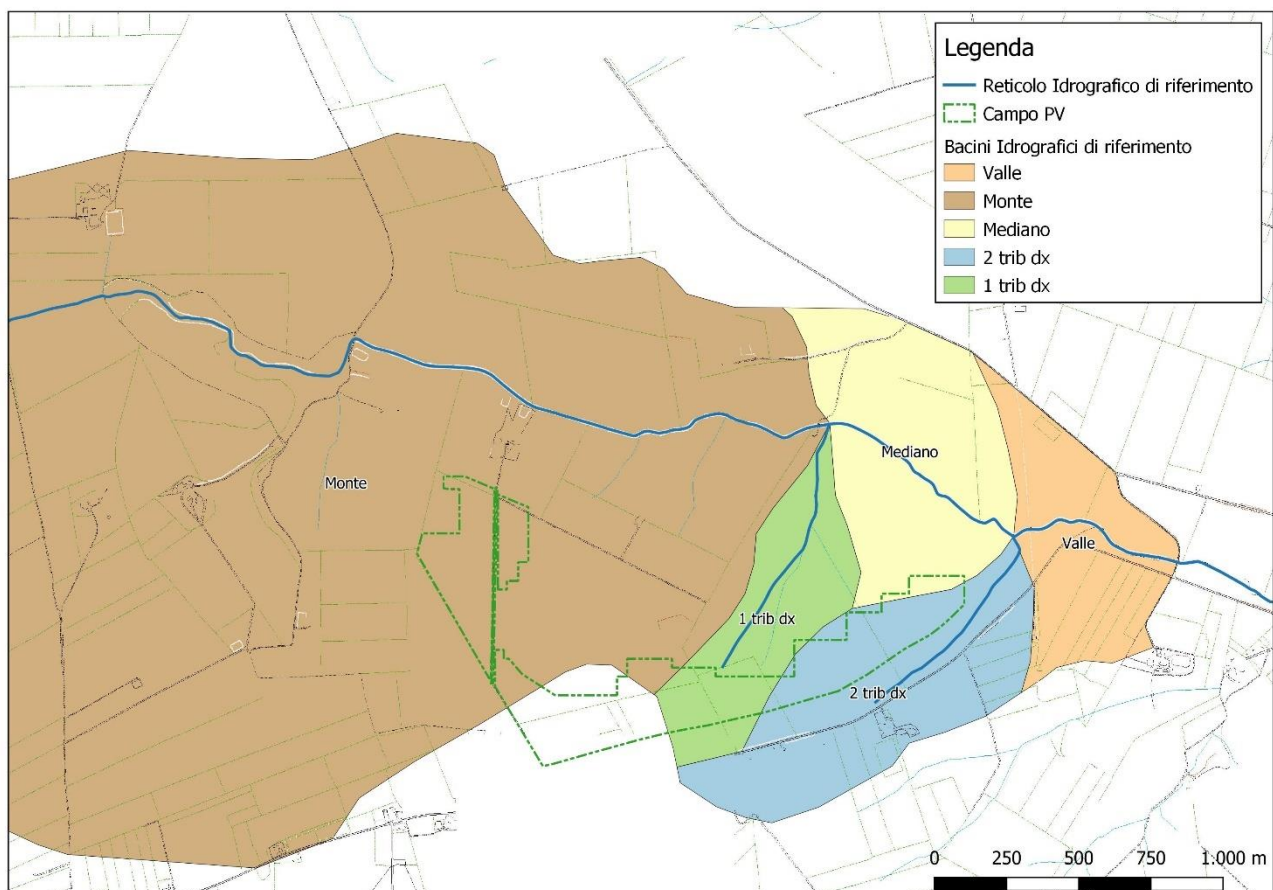 Legenda
Reticolo Idrografico di riferimento
Campo PV
Bacini Idrografici di riferimento
Valle
Monte
Mediano
2 trib dx
1 trib dx
Mediano
Monte
Valle
1 trib dx
2 trib dx
0 250 500 750 1.000 m